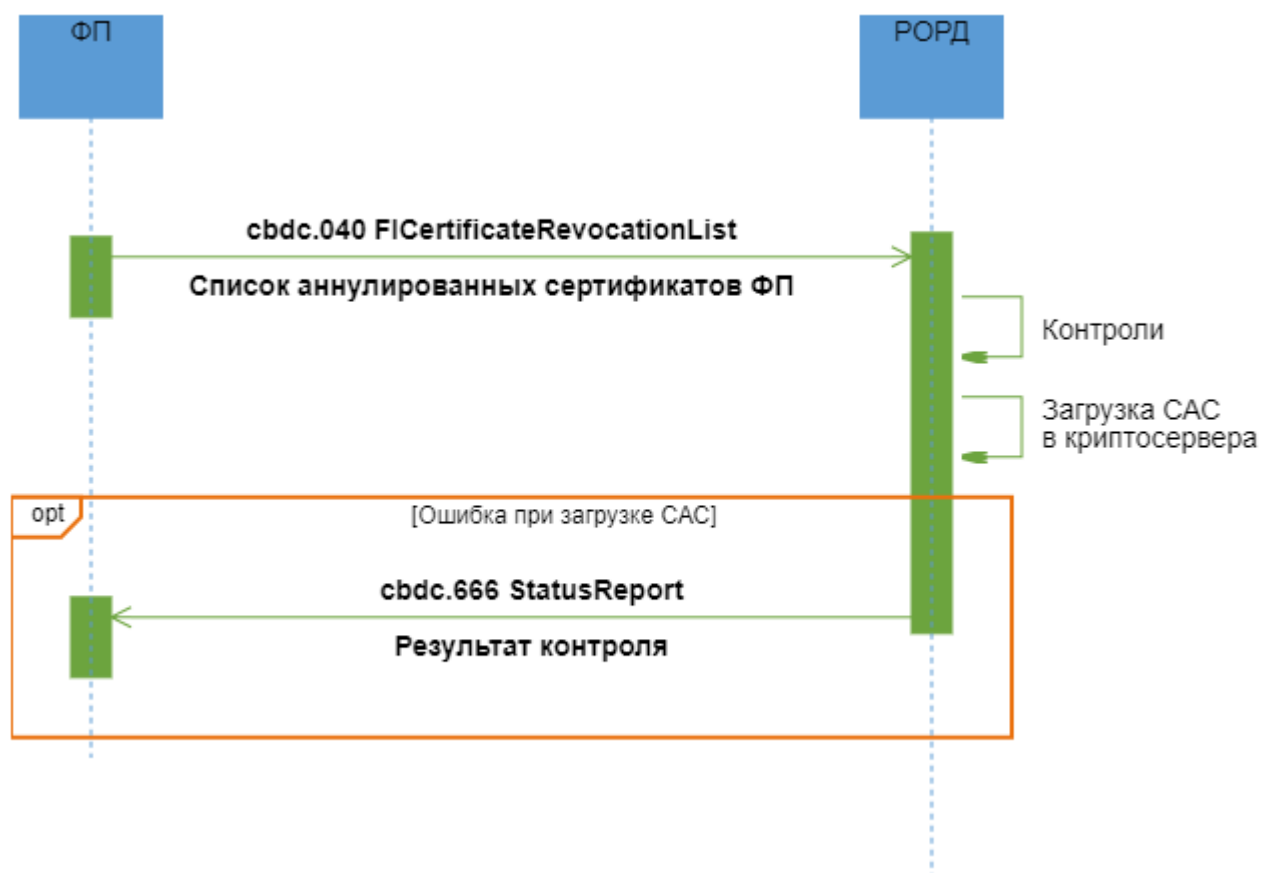 ФП
РОРД
cbdc.040 FICertificateRevocationList
Список аннулированных сертификатов ФП
Контроли
Загрузка САС
в криптосервера
opt
[Ошибка при загрузке САС]
cbdc.666 StatusReport
Результат контроля